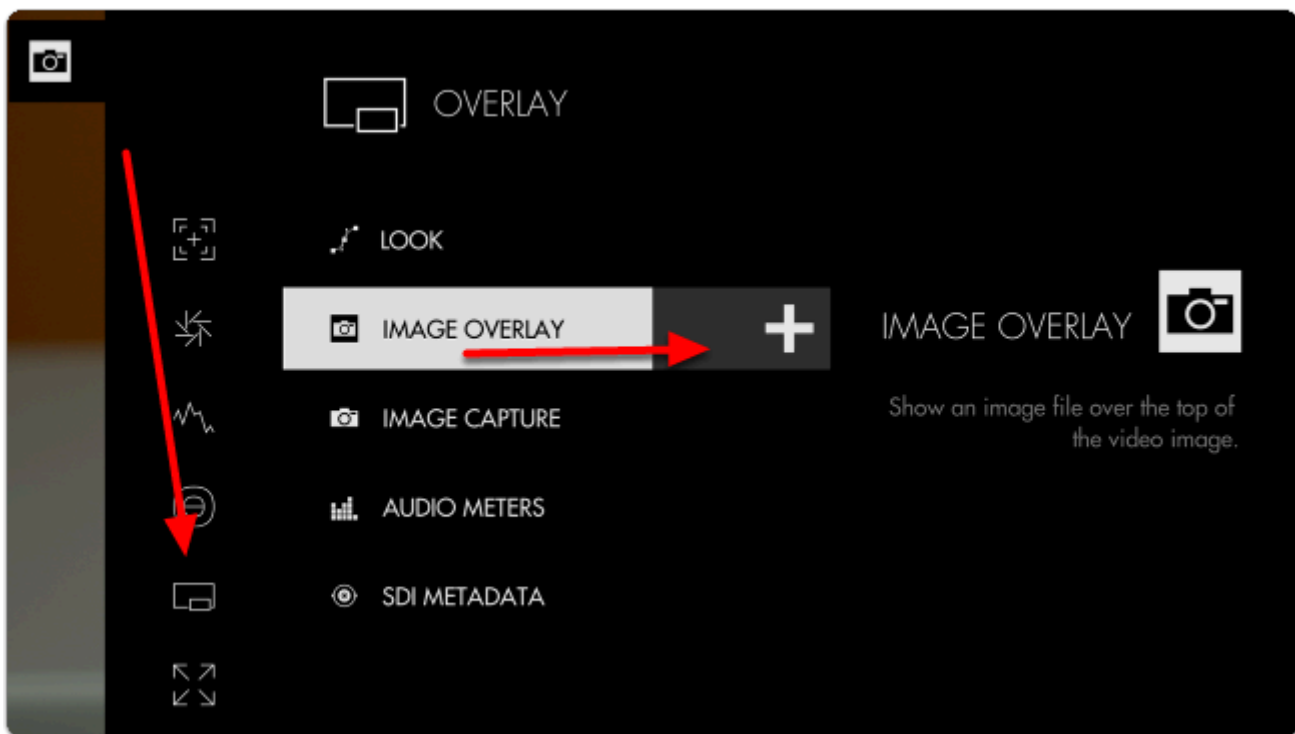 OVERLAY
LOOK
IMAGE OVERLAY
IMAGE CAPTURE
AUDIO METERS
SDI METADATA
IMAGE OVERLAY
Show an image file over the top of
the video image.